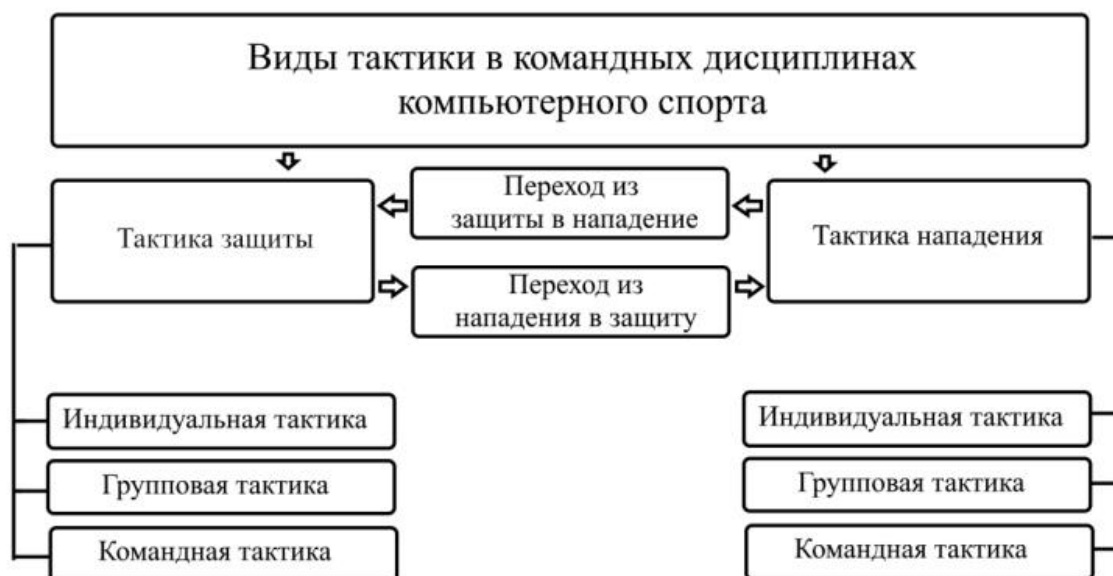 Виды тактики в командных дисциплинах
компьютерного спорта
Тактика защиты
Переход из
защиты в нападение
Тактика нападения
Переход из
нападения в защиту
Индивидуальная тактика
Групповая тактика
Командная тактика
Индивидуальная тактика
Групповая тактика
Командная тактика